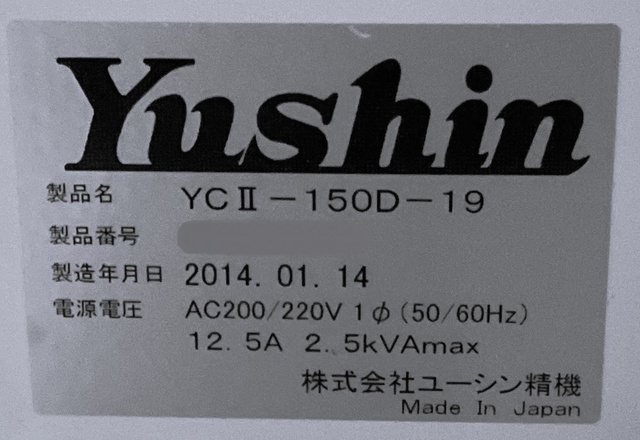 Yushin
製品名 YCⅡ-150D-19
製品番号
製造年月日 2014. 01. 14
電源電圧 AC200/220V 1φ (50/60Hz)
12. 5A 2. 5kVAmax
株式会社ユーシン精機
Made In Japan